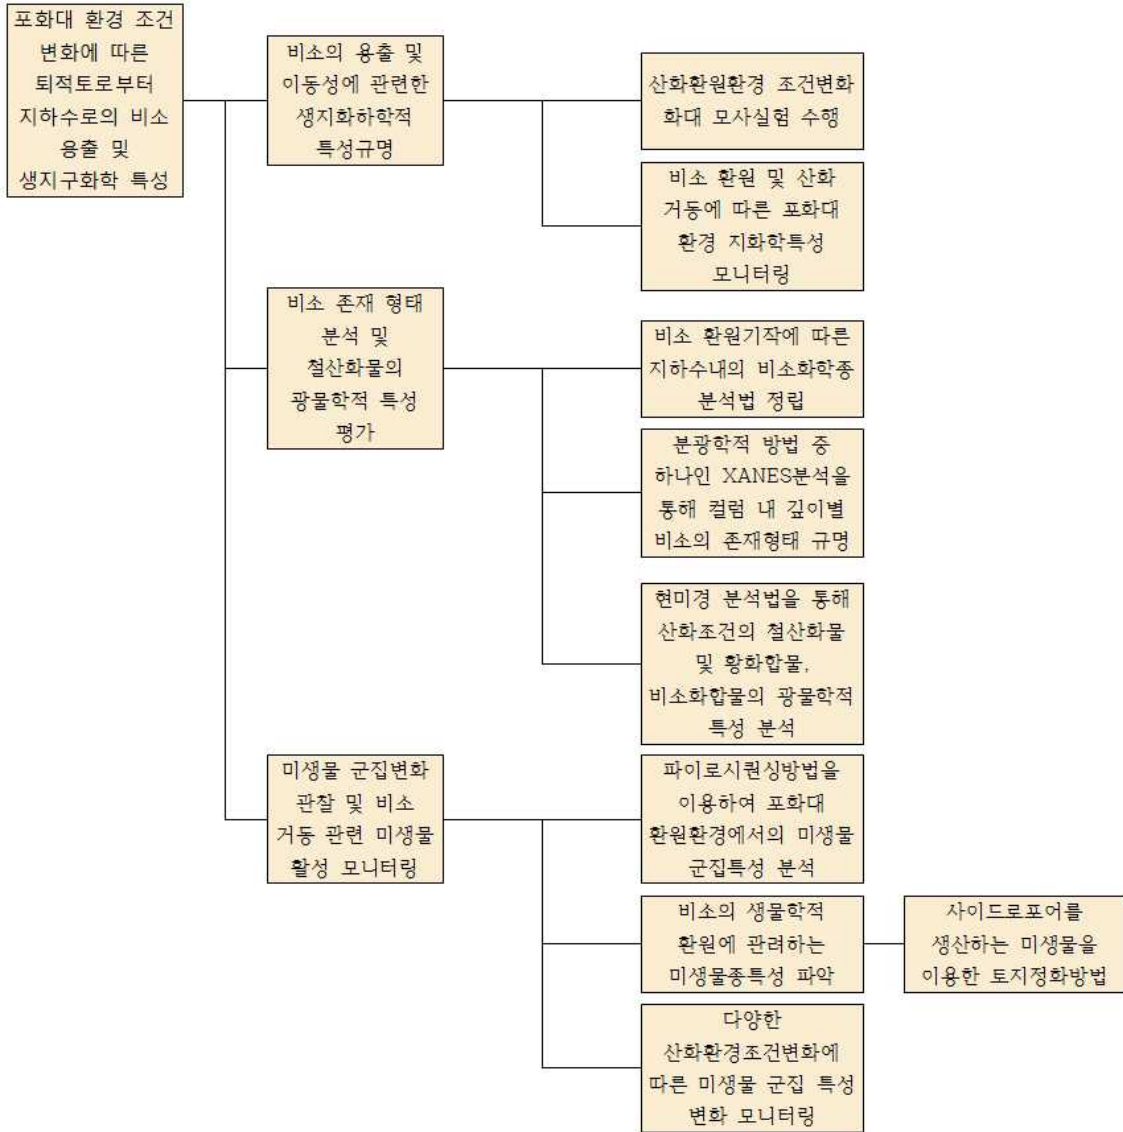 포화대 환경 조건
변화에 따른
퇴적토로부터
지하수로의 비소
용출 및
생지구화학 특성
비소의 용출 및
이동성에 관련한
생지화하학적
특성규명
산화환원환경 조건변화
화대 모사실험 수행
비소 환원 및 산화
거동에 따른 포화대
환경 지화학특성
모니터링
비소 존재 형태
분석 및
철산화물의
광물학적 특성
평가
비소 환원기작에 따른
지하수내의 비소화학종
분석법 정립
분광학적 방법 중
하나인 XANES분석을
통해 컬럼 내 깊이별
비소의 존재형태 규명
현미경 분석법을 통해
산화조건의 철산화물
및 황화합물,
비소화합물의 광물학적
특성 분석
미생물 군집변화
관찰 및 비소
거동 관련 미생물
활성 모니터링
파이로시퀀싱방법을
이용하여 포화대
환원환경에서의 미생물
군집특성 분석
비소의 생물학적
환원에 관려하는
미생물종특성 파악
사이드로포어를
생산하는 미생물을
이용한 토지정화방법
다양한
산화환경조건변화에
따른 미생물 군집 특성
변화 모니터링